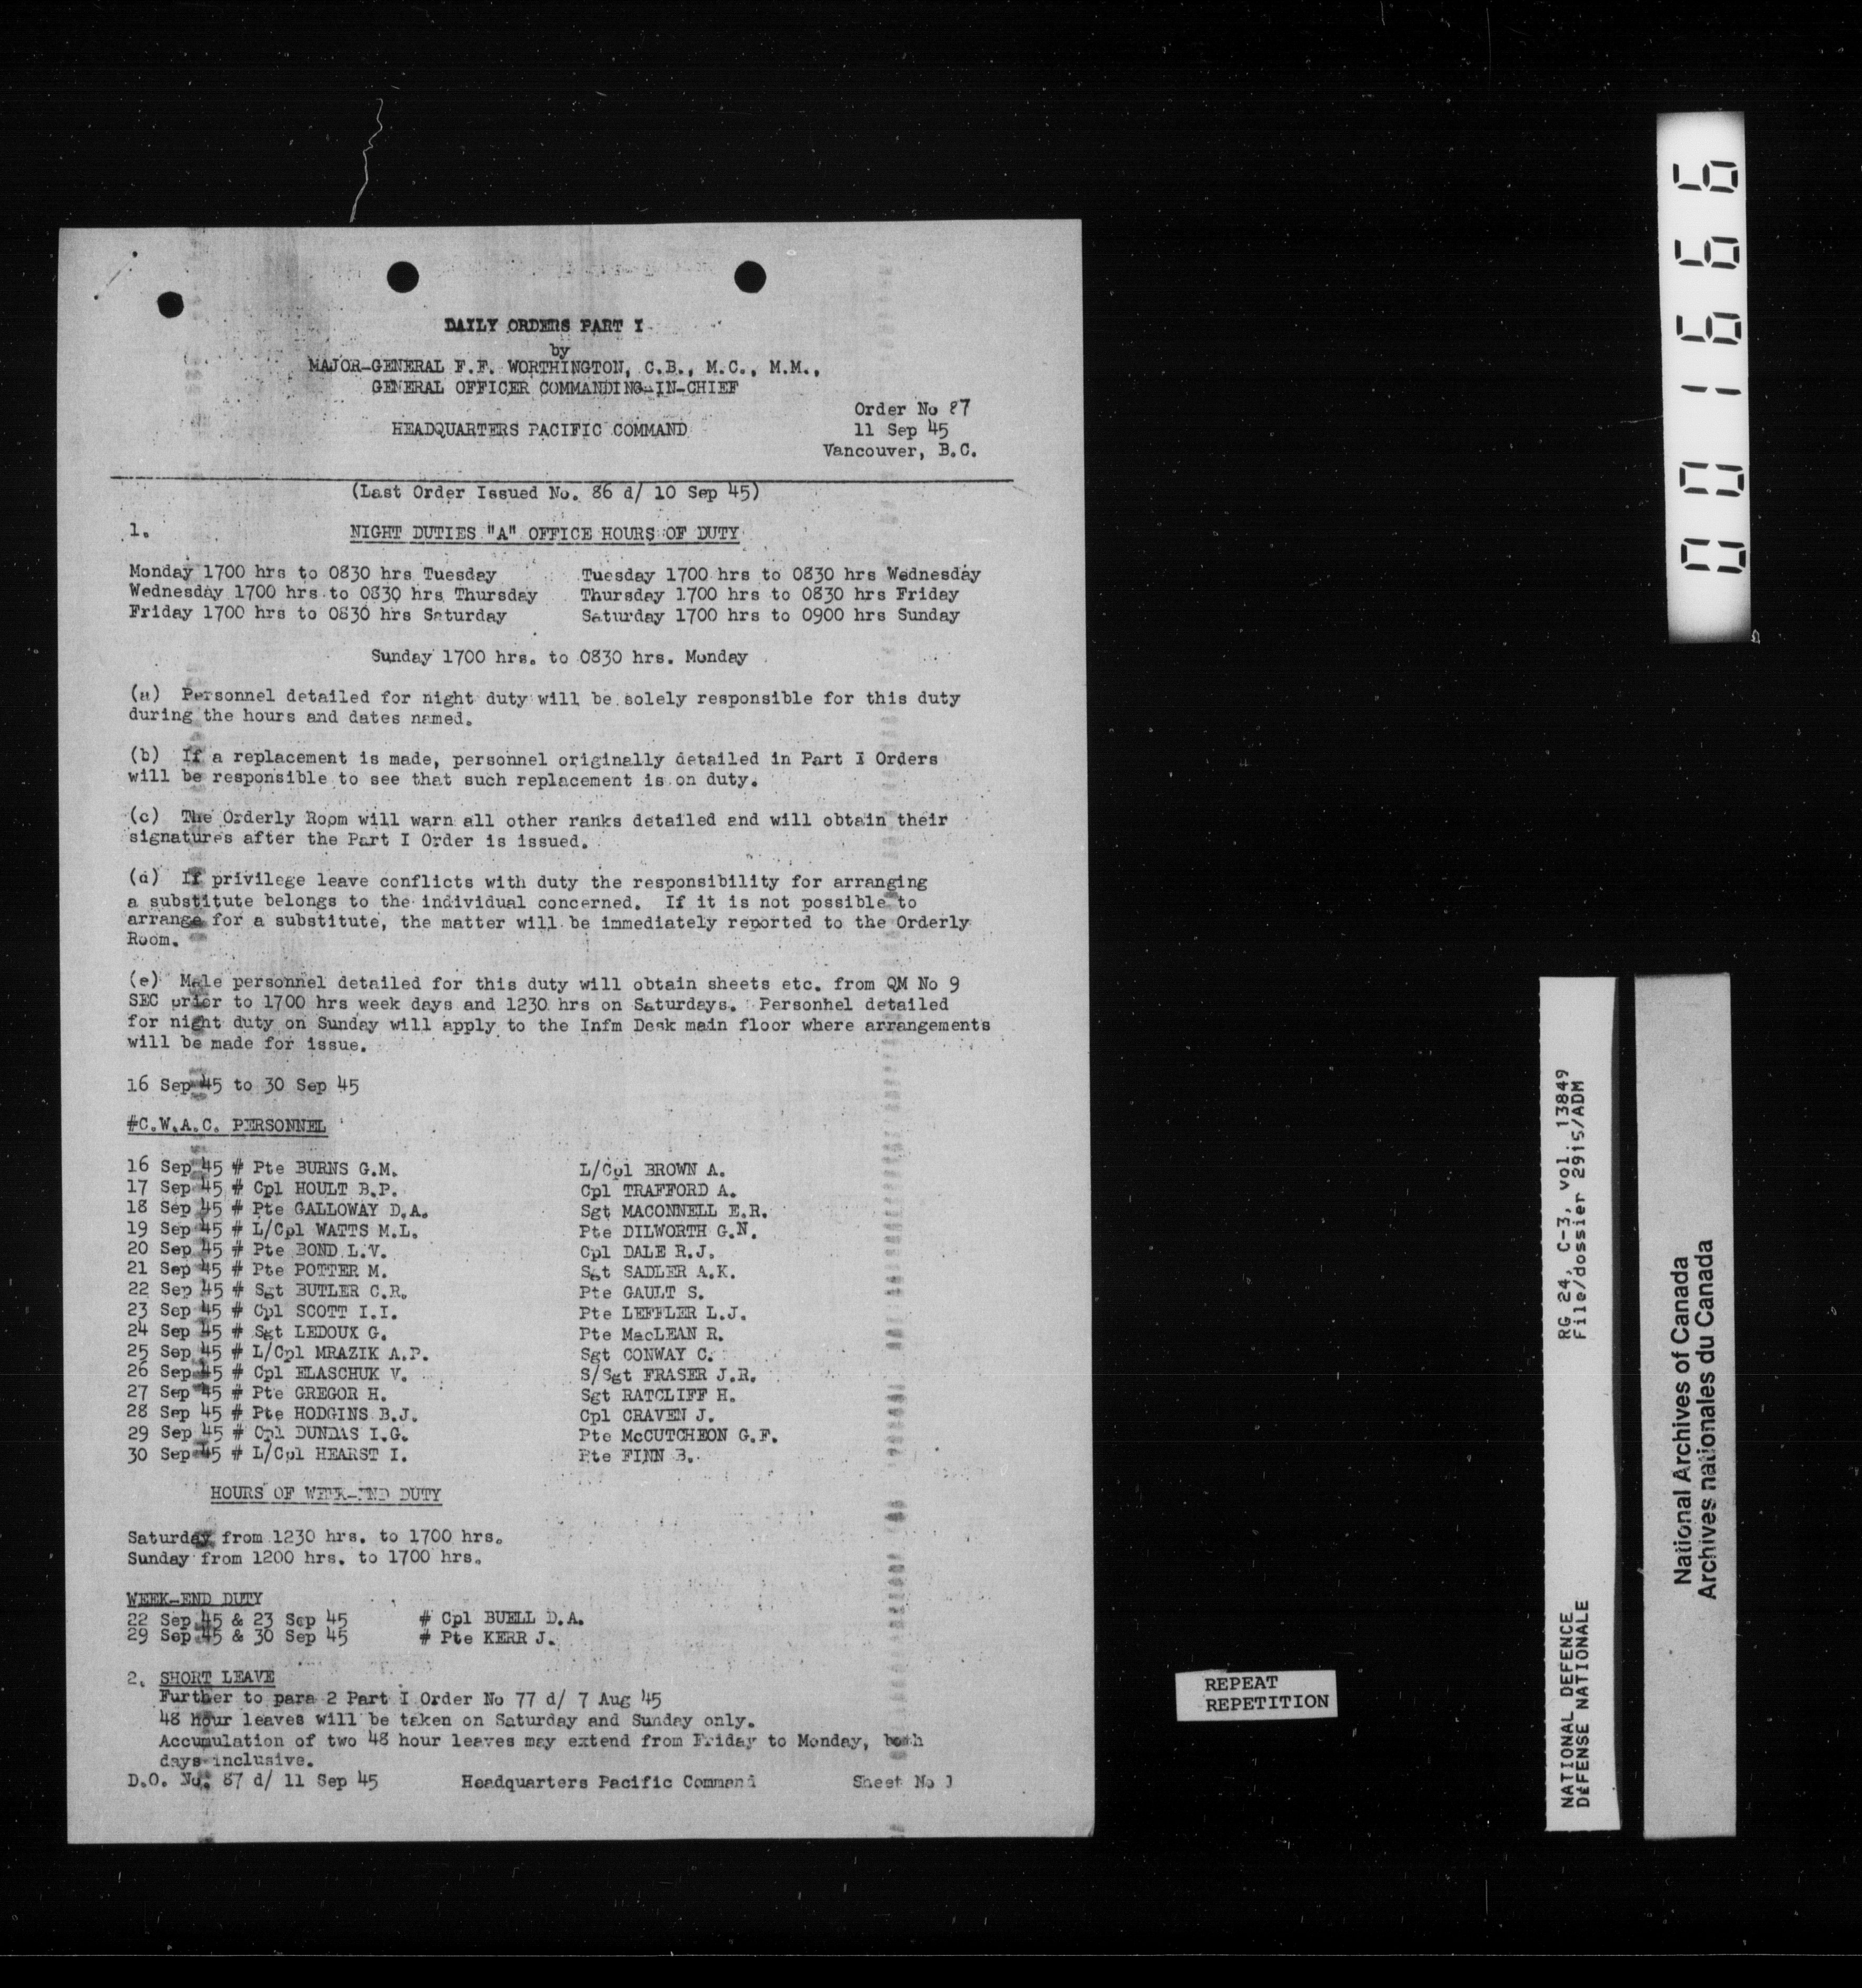 DAILY ORDERS PART I
by
MAJOR-GENERAL F.F. WORTHINGTON, C.B., M.C., M.M.,
GENERAL OFFICER COMMANDING-IN-CHIEF
Order No 87
HEADQUARTERS PACIFIC COMMAND
11 Sep 45
Vancouver, B.C.
(Last Order Issued No. 86 d/ 10 Sep 45)
1. NIGHT DUTIES "A" OFFICE HOURS OF DUTY
Monday 1700 hrs to 0830 hrs Tuesday Tuesday 1700 hrs to 0830 hrs Wednesday
Wednesday 1700 hrs to 0830 hrs Thursday Thursday 1700 hrs to 0830 hrs Friday
Friday 1700 hrs to 0830 hrs Saturday Saturday 1700 hrs to 0900 hrs Sunday
Sunday 1700 hrs. to 0830 hrs. Monday
(a) Personnel detailed for night duty will be solely responsible for this duty
during the hours and dates named.
(b) If a replacement is made, personnel originally detailed in Part I Orders
will be responsible to see that such replacement is on duty.
(c) The Orderly Room will warn all other ranks detailed and will obtain their
signatures after the Part I Order is issued.
(d) If privilege leave conflicts with duty the responsibility for arranging
a substitute belongs to the individual concerned. If it is not possible to
arrange for a substitute, the matter will be immediately reported to the Orderly
Room.
(e) Male personnel detailed for this duty will obtain sheets etc. from QM No 9
SEC prior to 1700 hrs week days and 1230 hrs on Saturdays. Personnel detailed
for night duty on Sunday will apply to the Infm Desk main floor where arrangements
will be made for issue.
16 Sep 45 to 30 Sep 45
#C.W.A.C. PERSONNEL
16 Sep 45 # Pte BURNS G.M. L/Cpl BROWN A.
17 Sep 45 # Cpl HOULT B.P. Cpl TRAFFORD A.
18 Sep 45 # Pte GALLOWAY D.A. Sgt MACONNELL E.R.
19 Sep 45 # L/Cpl WATTS M.L. Pte DILWORTH G.N.
20 Sep 45 # Pte BOND L.V. Cpl DALE R.J.
21 Sep 45 # Pte POTTER M. Sgt SADLER A.K.
22 Sep 45 # Sgt BUTLER C.R. Pte GAULT S.
23 Sep 45 # Cpl SCOTT I.I. Pte LEFFLER L.J.
24 Sep 45 # Sgt LEDOUX G. Pte MacLEAN R.
25 Sep 45 # L/Cpl MRAZIK A.P. Sgt CONWAY C.
26 Sep 45 # Cpl ELASCHUK V. S/Sgt FRASER J.R.
27 Sep 45 # Pte GREGOR H. Sgt RATCLIFF H.
28 Sep 45 # Pte HODGINS B.J. Cpl CRAVEN J.
29 Sep 45 # Cpl DUNDAS I.G. Pte McCUTCHEON G.F.
30 Sep 45 # L/Cpl HEARST I. Pte FINN B.
HOURS OF WEEK-END DUTY
Saturday from 1230 hrs. to 1700 hrs.
Sunday from 1200 hrs. to 1700 hrs.
WEEK-END DUTY
22 Sep 45 & 23 Sep 45 # Cpl BUELL D.A.
29 Sep 45 & 30 Sep 45 # Pte KERR J.
2. SHORT LEAVE
Further to para 2 Part I Order No 77 d/ 7 Aug 45
48 hour leaves will be taken on Saturday and Sunday only.
Accumulation of two 48 hour leaves may extend from Friday to Monday, both
days inclusive.
D.O. No. 87 d/ 11 Sep 45 Headquarters Pacific Command Sheet No 1
REPEAT
REPETITION
001666
RG 24, C-3, vol. 13849
File/dossier 2915/ADM
NATIONAL DEFENCE
DÉFENSE NATIONALE
National Archives of Canada
Archives nationales du Canada